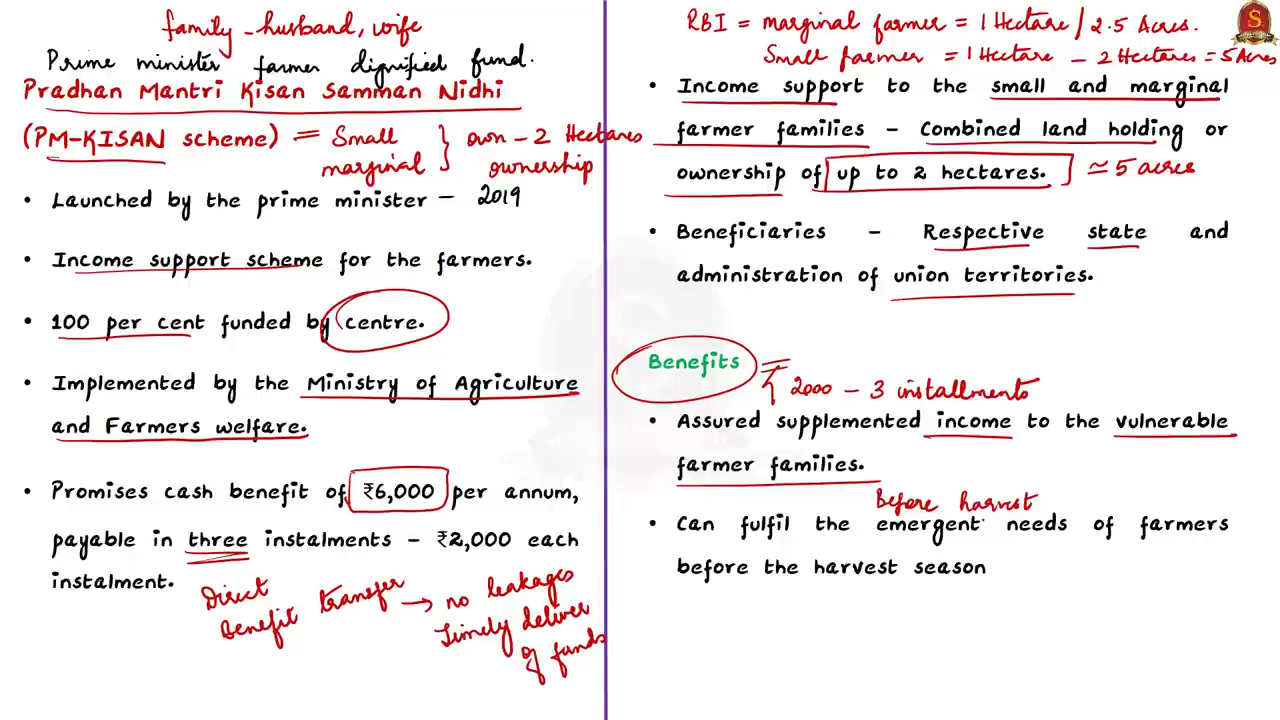 family - husband, wife
Prime minister farmer dignified fund.
Pradhan Mantri Kisan Samman Nidhi
(PM-KISAN scheme) = Small } own - 2 Hectares
marginal ownership
• Launched by the prime minister - 2019
• Income support scheme for the farmers.
• 100 per cent funded by centre.
• Implemented by the Ministry of Agriculture
and Farmers welfare.
• Promises cash benefit of ₹6,000 per annum,
payable in three instalments - ₹2,000 each
instalment.
Direct
Benefit transfer → no leakages
Timely deliver
of funds
RBI = marginal farmer = 1 Hectare / 2.5 Acres.
Small farmer = 1 Hectare - 2 Hectares = 5 Acres
• Income support to the small and marginal
farmer families - Combined land holding or
ownership of up to 2 hectares. ] ≃ 5 acres
• Beneficiaries - Respective state and
administration of union territories.
Benefits
₹ 2000 - 3 installments
• Assured supplemented income to the vulnerable
farmer families.
Before harvest
• Can fulfil the emergent needs of farmers
before the harvest season
S